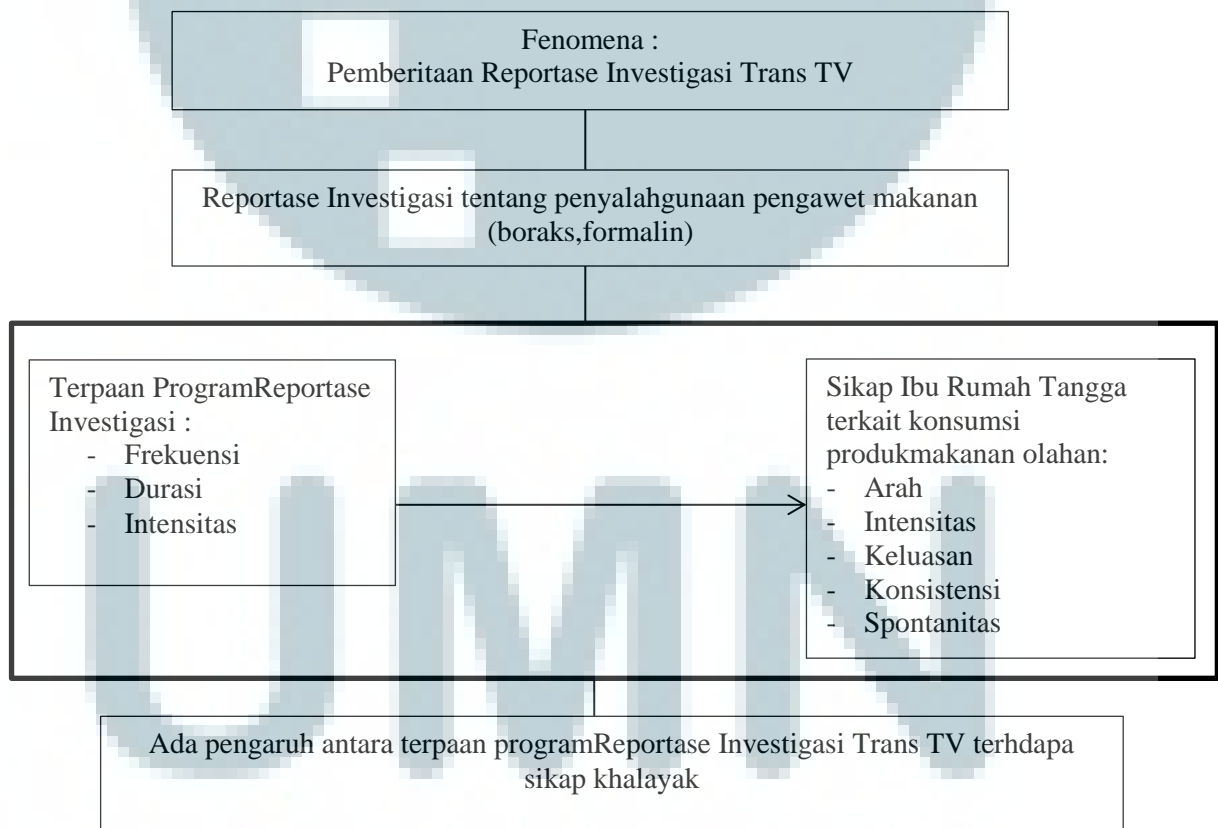 Fenomena :
Pemberitaan Reportase Investigasi Trans TV
Reportase Investigasi tentang penyalahgunaan pengawet makanan
(boraks,formalin)
Terpaan ProgramReportase
Investigasi :
- Frekuensi
- Durasi
- Intensitas
Sikap Ibu Rumah Tangga
terkait konsumsi
produkmakanan olahan:
- Arah
- Intensitas
- Keluasan
- Konsistensi
- Spontanitas
Ada pengaruh antara terpaan programReportase Investigasi Trans TV terhdapa
sikap khalayak
UMN